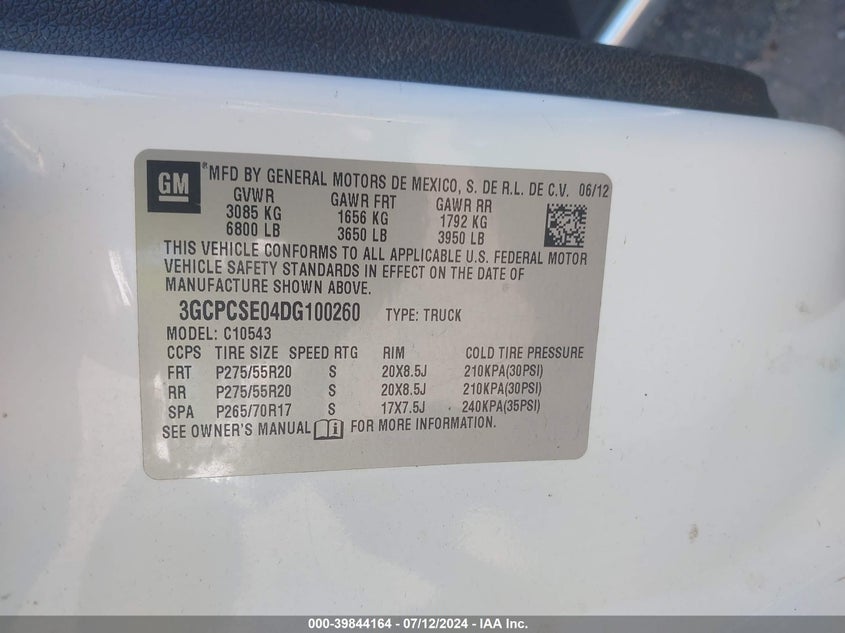 GM
® MFD BY GENERAL MOTORS DE MEXICO, S. DE R.L. DE C.V. 06/12
GVWR GAWR FRT GAWR RR
3085 KG 1656 KG 1792 KG
6800 LB 3650 LB 3950 LB
THIS VEHICLE CONFORMS TO ALL APPLICABLE U.S. FEDERAL MOTOR
VEHICLE SAFETY STANDARDS IN EFFECT ON THE DATE OF
MANUFACTURE SHOWN ABOVE.
3GCPCSE04DG100260 TYPE: TRUCK
MODEL: C10543
CCPS TIRE SIZE SPEED RTG RIM COLD TIRE PRESSURE
FRT P275/55R20 S 20X8.5J 210KPA(30PSI)
RR P275/55R20 S 20X8.5J 210KPA(30PSI)
SPA P265/70R17 S 17X7.5J 240KPA(35PSI)
SEE OWNER'S MANUAL FOR MORE INFORMATION.
000-39844164 - 07/12/2024 - IAA Inc.